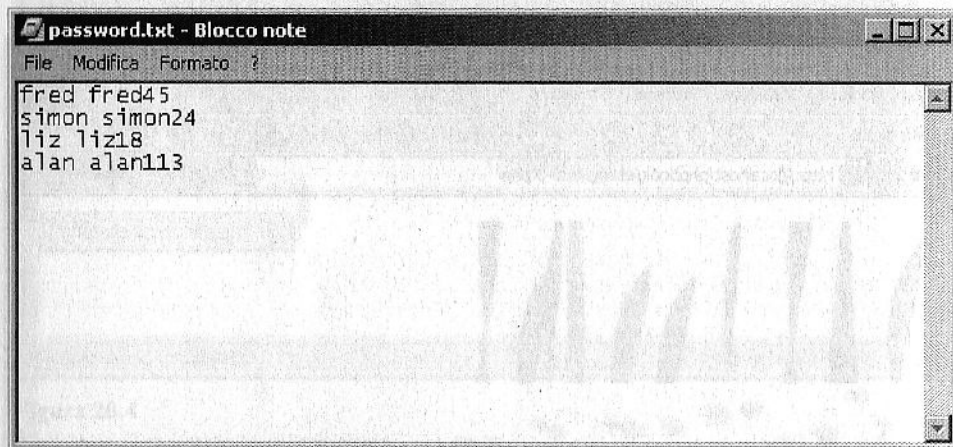 password.txt - Blocco note
File Modifica Formato ?
fred fred45
simon simon24
liz liz18
alan alan113